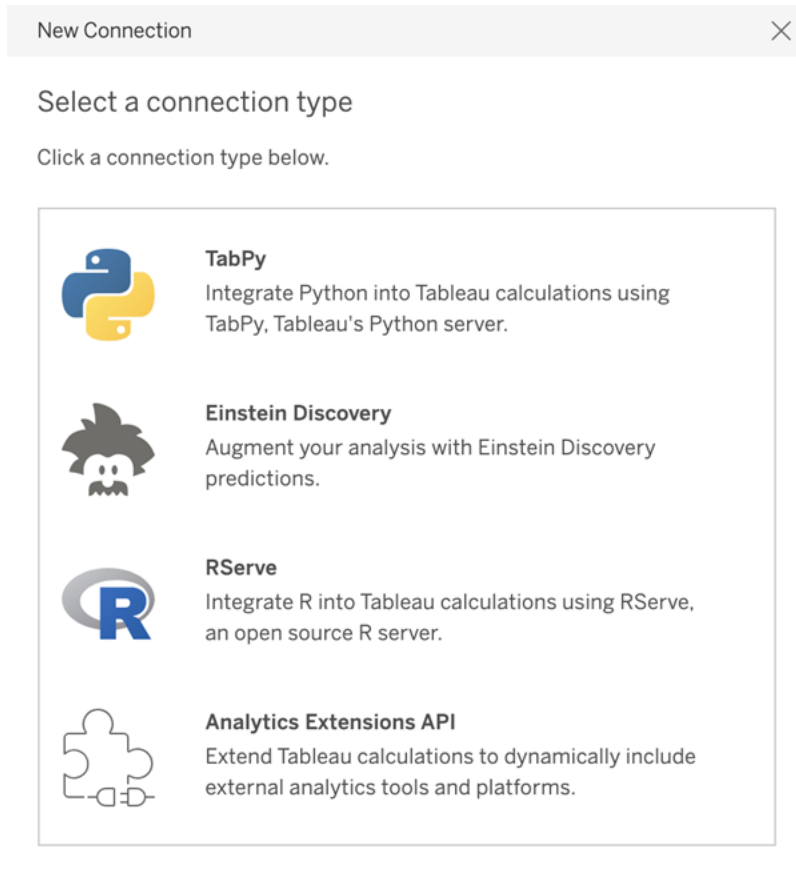 New Connection
Select a connection type
Click a connection type below.
TabPy
Integrate Python into Tableau calculations using
TabPy, Tableau's Python server.
Einstein Discovery
Augment your analysis with Einstein Discovery
predictions.
R
RServe
Integrate R into Tableau calculations using RServe,
an open source R server.
Analytics Extensions API
Extend Tableau calculations to dynamically include
external analytics tools and platforms.